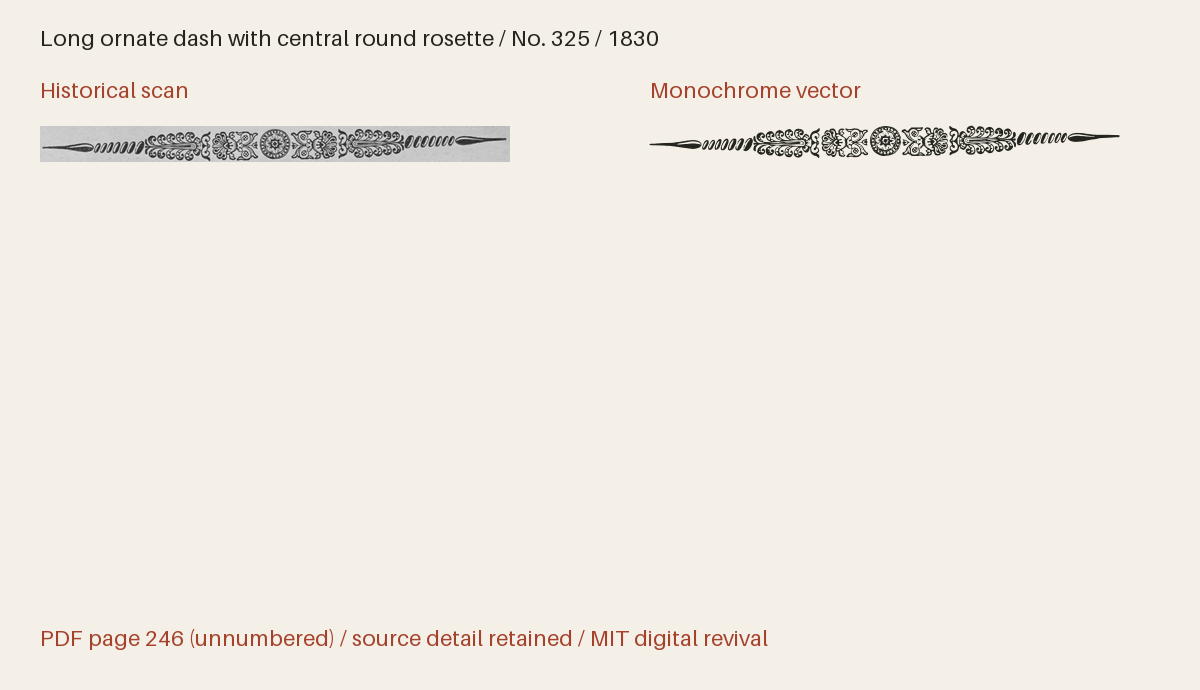 Long ornate dash with central round rosette / No. 325 / 1830
Historical scan
Monochrome vector
PDF page 246 (unnumbered) / source detail retained / MIT digital revival